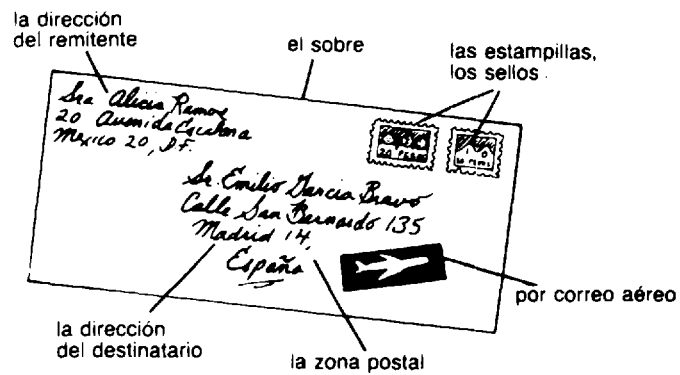 la dirección
del remitente
el sobre
las estampillas,
los sellos
Sra Alicia Ramos
20 Avenida
Mexico 20, D.F.
20 PESOS
Sr. Emilio Garcia Bravo
Calle San Bernardo 135
Madrid 14,
España
por correo aéreo
la dirección
del destinatario
la zona postal